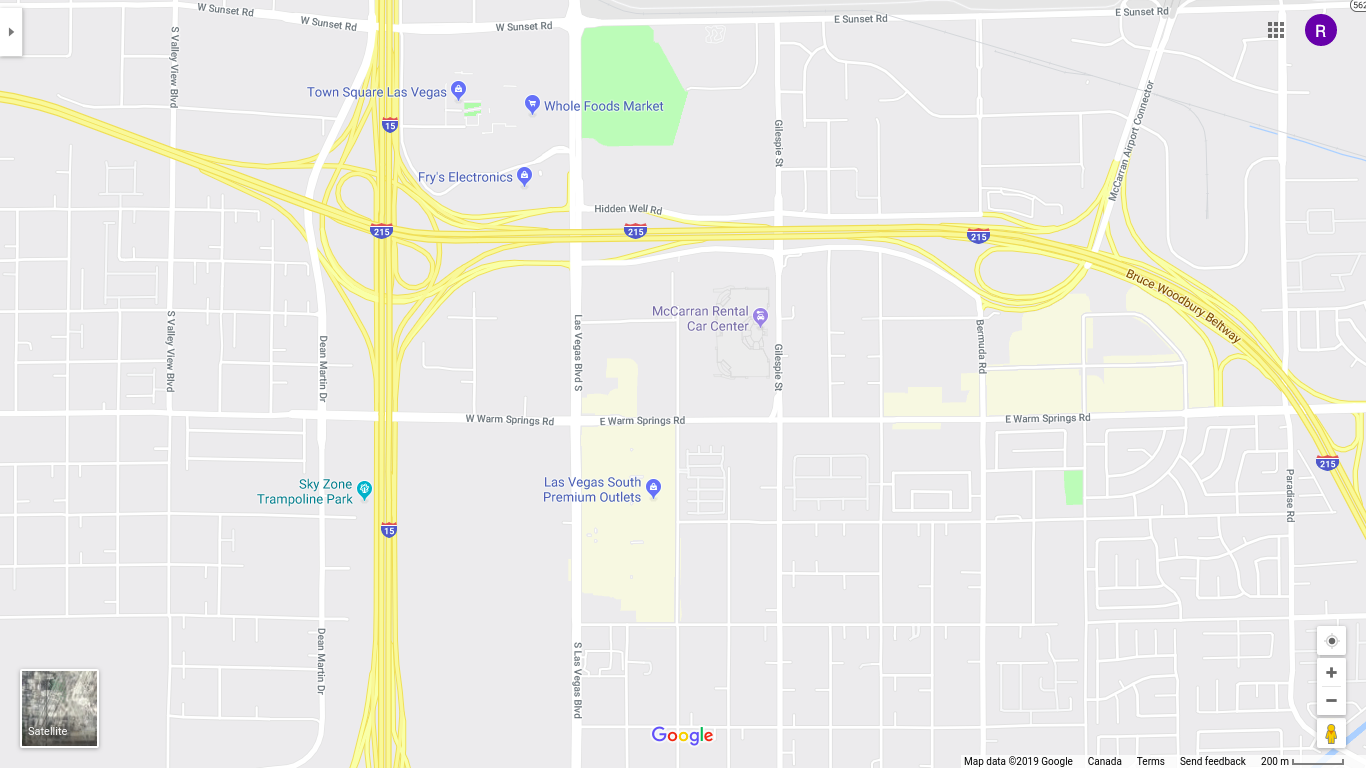 W Sunset Rd
W Sunset Rd
W Sunset Rd
E Sunset Rd
E Sunset Rd
562
R
S Valley View Blvd
Town Square Las Vegas
Whole Foods Market
15
Gilespie St
McCarran Airport Connector
Fry's Electronics
Hidden Well Rd
215
215
215
Bruce Woodbury Beltway
S Valley View Blvd
Dean Martin Dr
Las Vegas Blvd S
McCarran Rental
Car Center
Gilespie St
Bermuda Rd
W Warm Springs Rd
E Warm Springs Rd
E Warm Springs Rd
215
Sky Zone
Trampoline Park
Las Vegas South
Premium Outlets
Paradise Rd
15
Dean Martin Dr
S Las Vegas Blvd
Satellite
Google
Map data ©2019 Google Canada Terms Send feedback 200 m